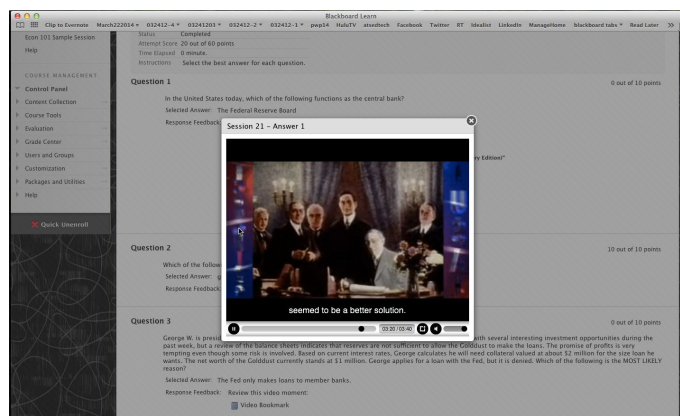 Blackboard Learn
Clip to Evernote March222014 032412-4 03241203 032412-2 032412-1 pwp14 HuluTV atsedtech Facebook Twitter RT Idealist LinkedIn ManageHome blackboard tabs Read Later
Econ 101 Sample Session
Help
COURSE MANAGEMENT
Control Panel
Content Collection
Course Tools
Evaluation
Grade Center
Users and Groups
Customization
Packages and Utilities
Help
Quick Unenroll
Status Completed
Attempt Score 20 out of 60 points
Time Elapsed 0 minute.
Instructions Select the best answer for each question.
Question 1 0 out of 10 points
In the United States today, which of the following functions as the central bank?
Selected Answer: The Federal Reserve Board
Response Feedback:
ry Edition!"
Session 21 - Answer 1
seemed to be a better solution.
03:20 / 03:40
Question 2 10 out of 10 points
Which of the follow
Selected Answer:
Response Feedback:
Question 3 0 out of 10 points
George W. is presid with several interesting investment opportunities during the
past week, but a review of the balance sheets indicates that reserves are not sufficient to allow the Golddust to make the loans. The promise of profits is very
tempting even though some risk is involved. Based on current interest rates, George calculates he will need collateral valued at about $2 million for the size loan he
wants. The net worth of the Golddust currently stands at $1 million. George applies for a loan with the Fed, but it is denied. Which of the following is the MOST LIKELY
reason?
Selected Answer: The Fed only makes loans to member banks.
Response Feedback: Review this video moment:
Video Bookmark